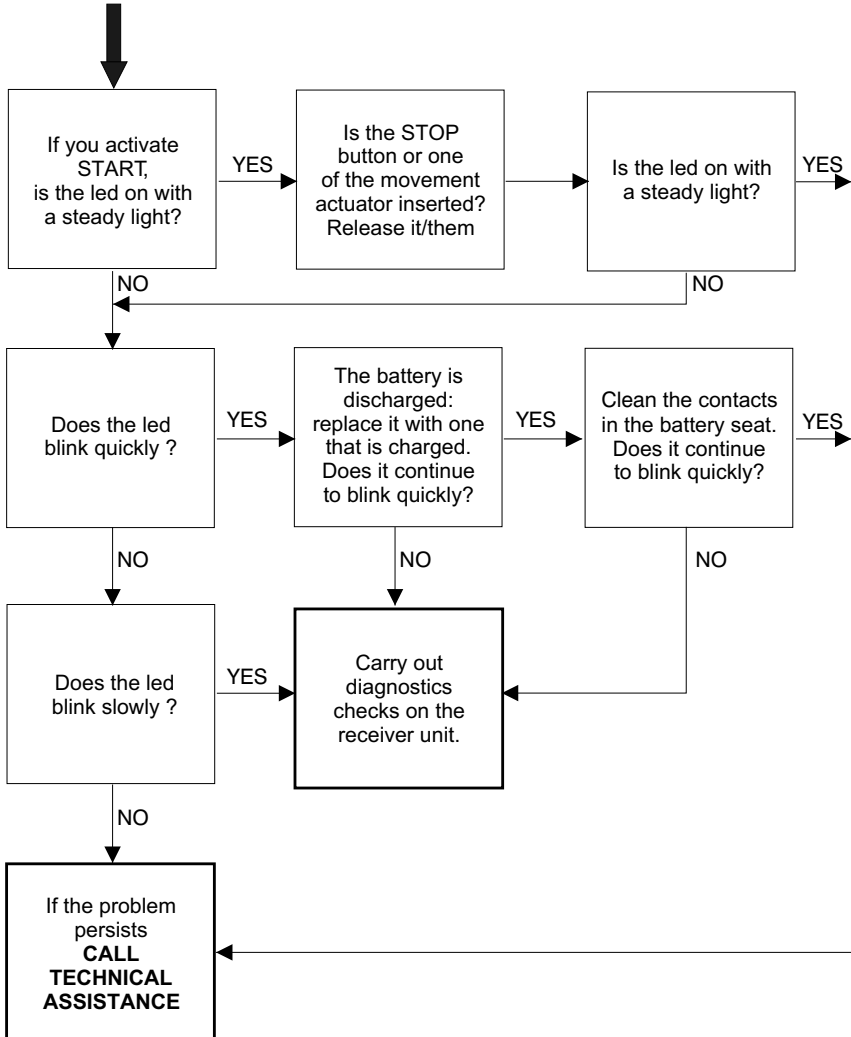 If you activate
START,
is the led on with
a steady light?
YES
Is the STOP
button or one
of the movement
actuator inserted?
Release it/them
Is the led on with
a steady light?
YES
NO
NO
Does the led
blink quickly ?
YES
The battery is
discharged:
replace it with one
that is charged.
Does it continue
to blink quickly?
YES
Clean the contacts
in the battery seat.
Does it continue
to blink quickly?
YES
NO
NO
NO
Does the led
blink slowly ?
YES
Carry out
diagnostics
checks on the
receiver unit.
NO
If the problem
persists
CALL
TECHNICAL
ASSISTANCE